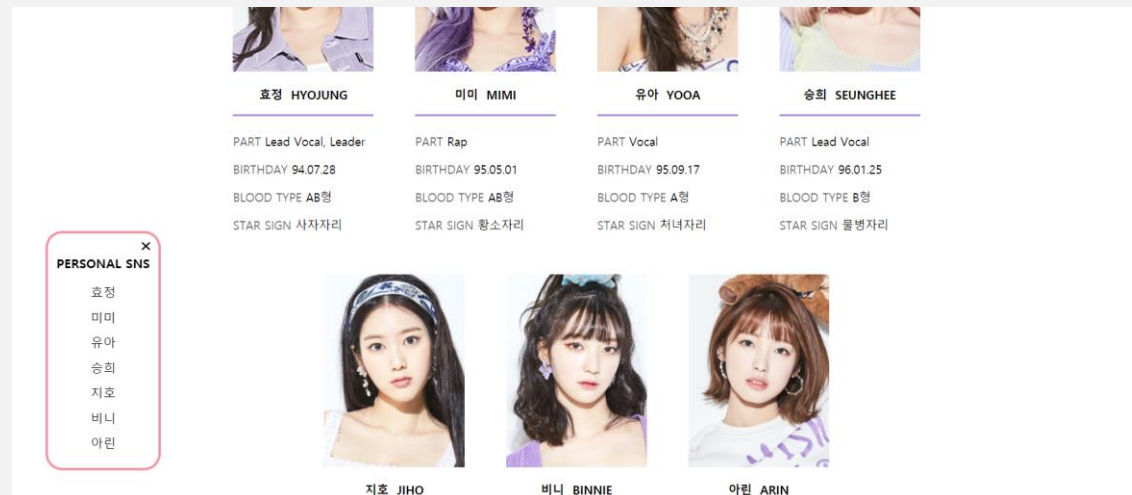 효정 HYOJUNG
미미 MIMI
유아 YOOA
승희 SEUNGHEE
PART Lead Vocal, Leader
PART Rap
PART Vocal
PART Lead Vocal
BIRTHDAY 94.07.28
BIRTHDAY 95.05.01
BIRTHDAY 95.09.17
BIRTHDAY 96.01.25
BLOOD TYPE AB형
BLOOD TYPE AB형
BLOOD TYPE A형
BLOOD TYPE B형
STAR SIGN 사자자리
STAR SIGN 황소자리
STAR SIGN 처녀자리
STAR SIGN 물병자리
PERSONAL SNS
효정
미미
유아
승희
지호
비니
아린
지호 JIHO
비니 BINNIE
아린 ARIN